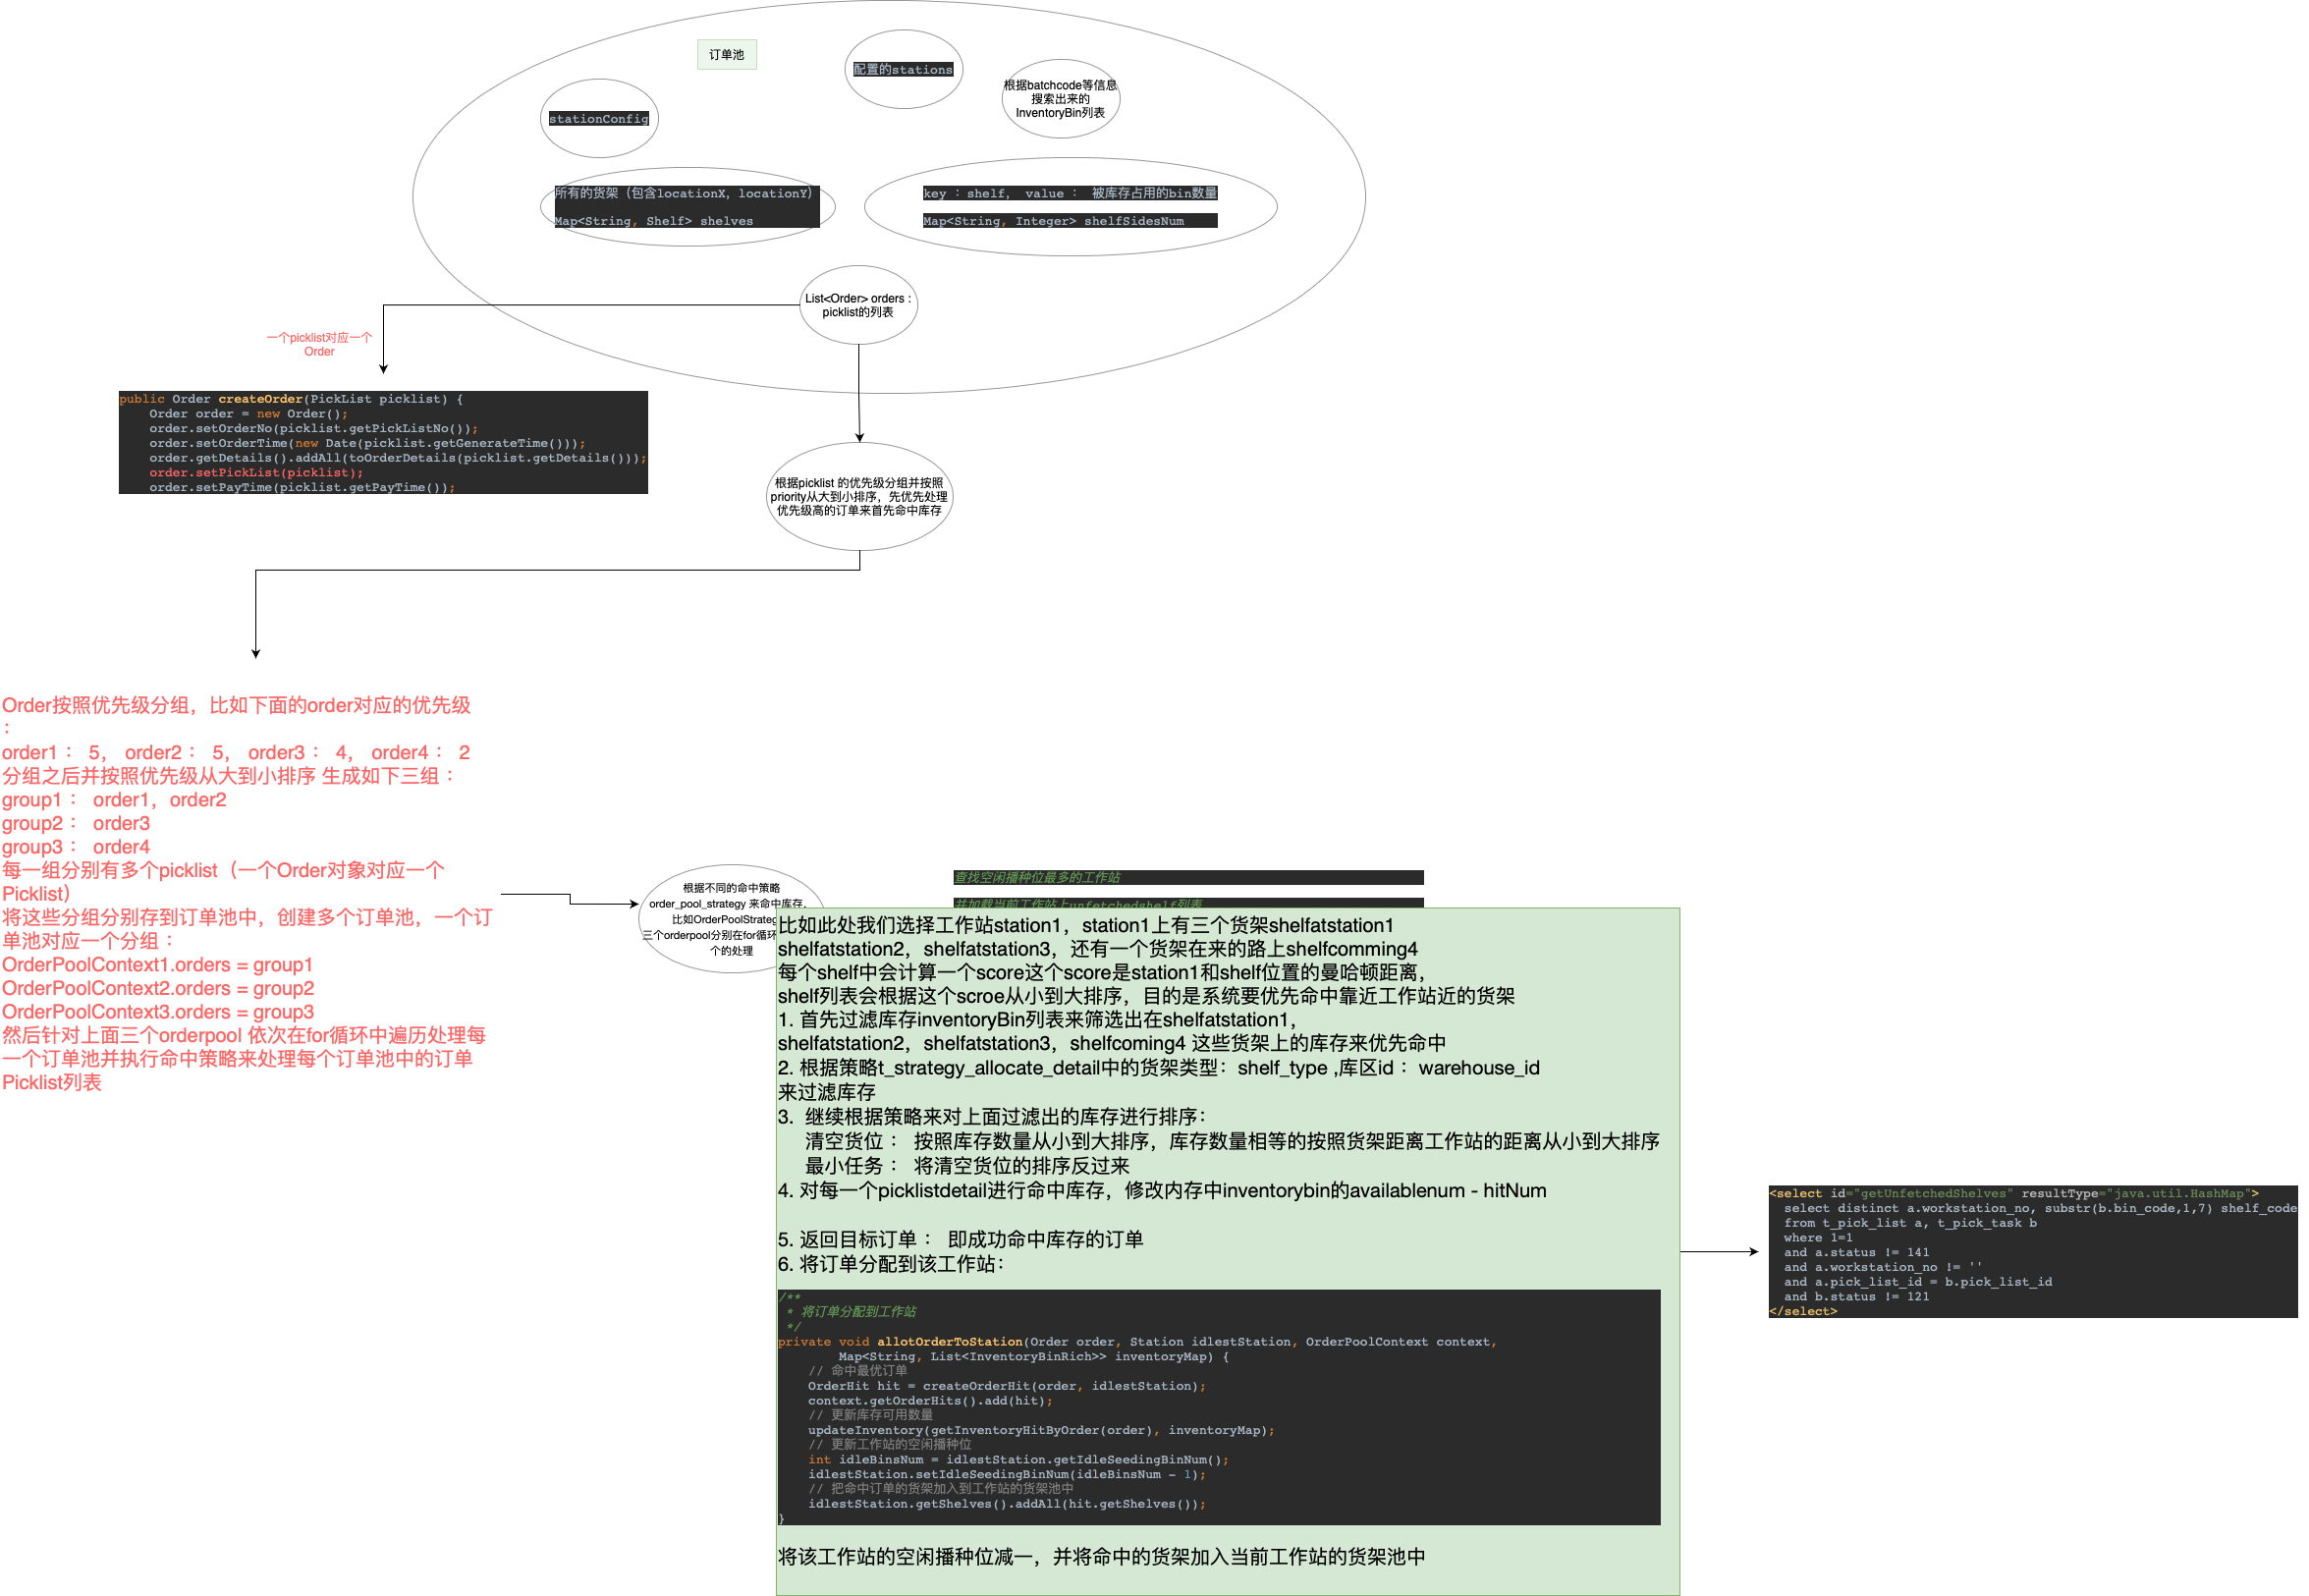 订单池
配置的stations
根据batchcode等信息
搜索出来的
InventoryBin列表
stationConfig
所有的货架（包含locationX，locationY）
Map<String, Shelf> shelves
key : shelf,  value :  被库存占用的bin数量
Map<String, Integer> shelfSidesNum
List<Order> orders :
picklist的列表
一个picklist对应一个
Order
public Order createOrder(PickList picklist) {
    Order order = new Order();
    order.setOrderNo(picklist.getPickListNo());
    order.setOrderTime(new Date(picklist.getGenerateTime()));
    order.getDetails().addAll(toOrderDetails(picklist.getDetails()));
    order.setPickList(picklist);
    order.setPayTime(picklist.getPayTime());
根据picklist 的优先级分组并按照
priority从大到小排序，先优先处理
优先级高的订单来首先命中库存
Order按照优先级分组，比如下面的order对应的优先级
：
order1： 5， order2： 5， order3： 4， order4： 2
分组之后并按照优先级从大到小排序 生成如下三组：
group1： order1，order2
group2： order3
group3： order4
每一组分别有多个picklist（一个Order对象对应一个
Picklist）
将这些分组分别存到订单池中，创建多个订单池，一个订
单池对应一个分组：
OrderPoolContext1.orders = group1
OrderPoolContext2.orders = group2
OrderPoolContext3.orders = group3
然后针对上面三个orderpool 依次在for循环中遍历处理每
一个订单池并执行命中策略来处理每个订单池中的订单
Picklist列表
根据不同的命中策略
order_pool_strategy 来命中库存，
比如OrderPoolStrateg
三个orderpool分别在for循环
个的处理
查找空闲播种位最多的工作站
并加载当前工作站上unfetchedshelf列表
比如此处我们选择工作站station1，station1上有三个货架shelfatstation1
shelfatstation2，shelfatstation3，还有一个货架在来的路上shelfcomming4
每个shelf中会计算一个score这个score是station1和shelf位置的曼哈顿距离，
shelf列表会根据这个scroe从小到大排序，目的是系统要优先命中靠近工作站近的货架
1. 首先过滤库存inventoryBin列表来筛选出在shelfatstation1，
shelfatstation2，shelfatstation3，shelfcoming4 这些货架上的库存来优先命中
2. 根据策略t_strategy_allocate_detail中的货架类型：shelf_type ,库区id： warehouse_id
来过滤库存
3.  继续根据策略来对上面过滤出的库存进行排序：
清空货位： 按照库存数量从小到大排序，库存数量相等的按照货架距离工作站的距离从小到大排序
最小任务： 将清空货位的排序反过来
4. 对每一个picklistdetail进行命中库存，修改内存中inventorybin的availablenum - hitNum
5. 返回目标订单： 即成功命中库存的订单
6. 将订单分配到该工作站：
/**
 * 将订单分配到工作站
 */
private void allotOrderToStation(Order order, Station idlestStation, OrderPoolContext context,
        Map<String, List<InventoryBinRich>> inventoryMap) {
    // 命中最优订单
    OrderHit hit = createOrderHit(order, idlestStation);
    context.getOrderHits().add(hit);
    // 更新库存可用数量
    updateInventory(getInventoryHitByOrder(order), inventoryMap);
    // 更新工作站的空闲播种位
    int idleBinsNum = idlestStation.getIdleSeedingBinNum();
    idlestStation.setIdleSeedingBinNum(idleBinsNum - 1);
    // 把命中订单的货架加入到工作站的货架池中
    idlestStation.getShelves().addAll(hit.getShelves());
}
将该工作站的空闲播种位减一，并将命中的货架加入当前工作站的货架池中
<select id="getUnfetchedShelves" resultType="java.util.HashMap">
  select distinct a.workstation_no, substr(b.bin_code,1,7) shelf_code
  from t_pick_list a, t_pick_task b
  where 1=1
  and a.status != 141
  and a.workstation_no != ''
  and a.pick_list_id = b.pick_list_id
  and b.status != 121
</select>